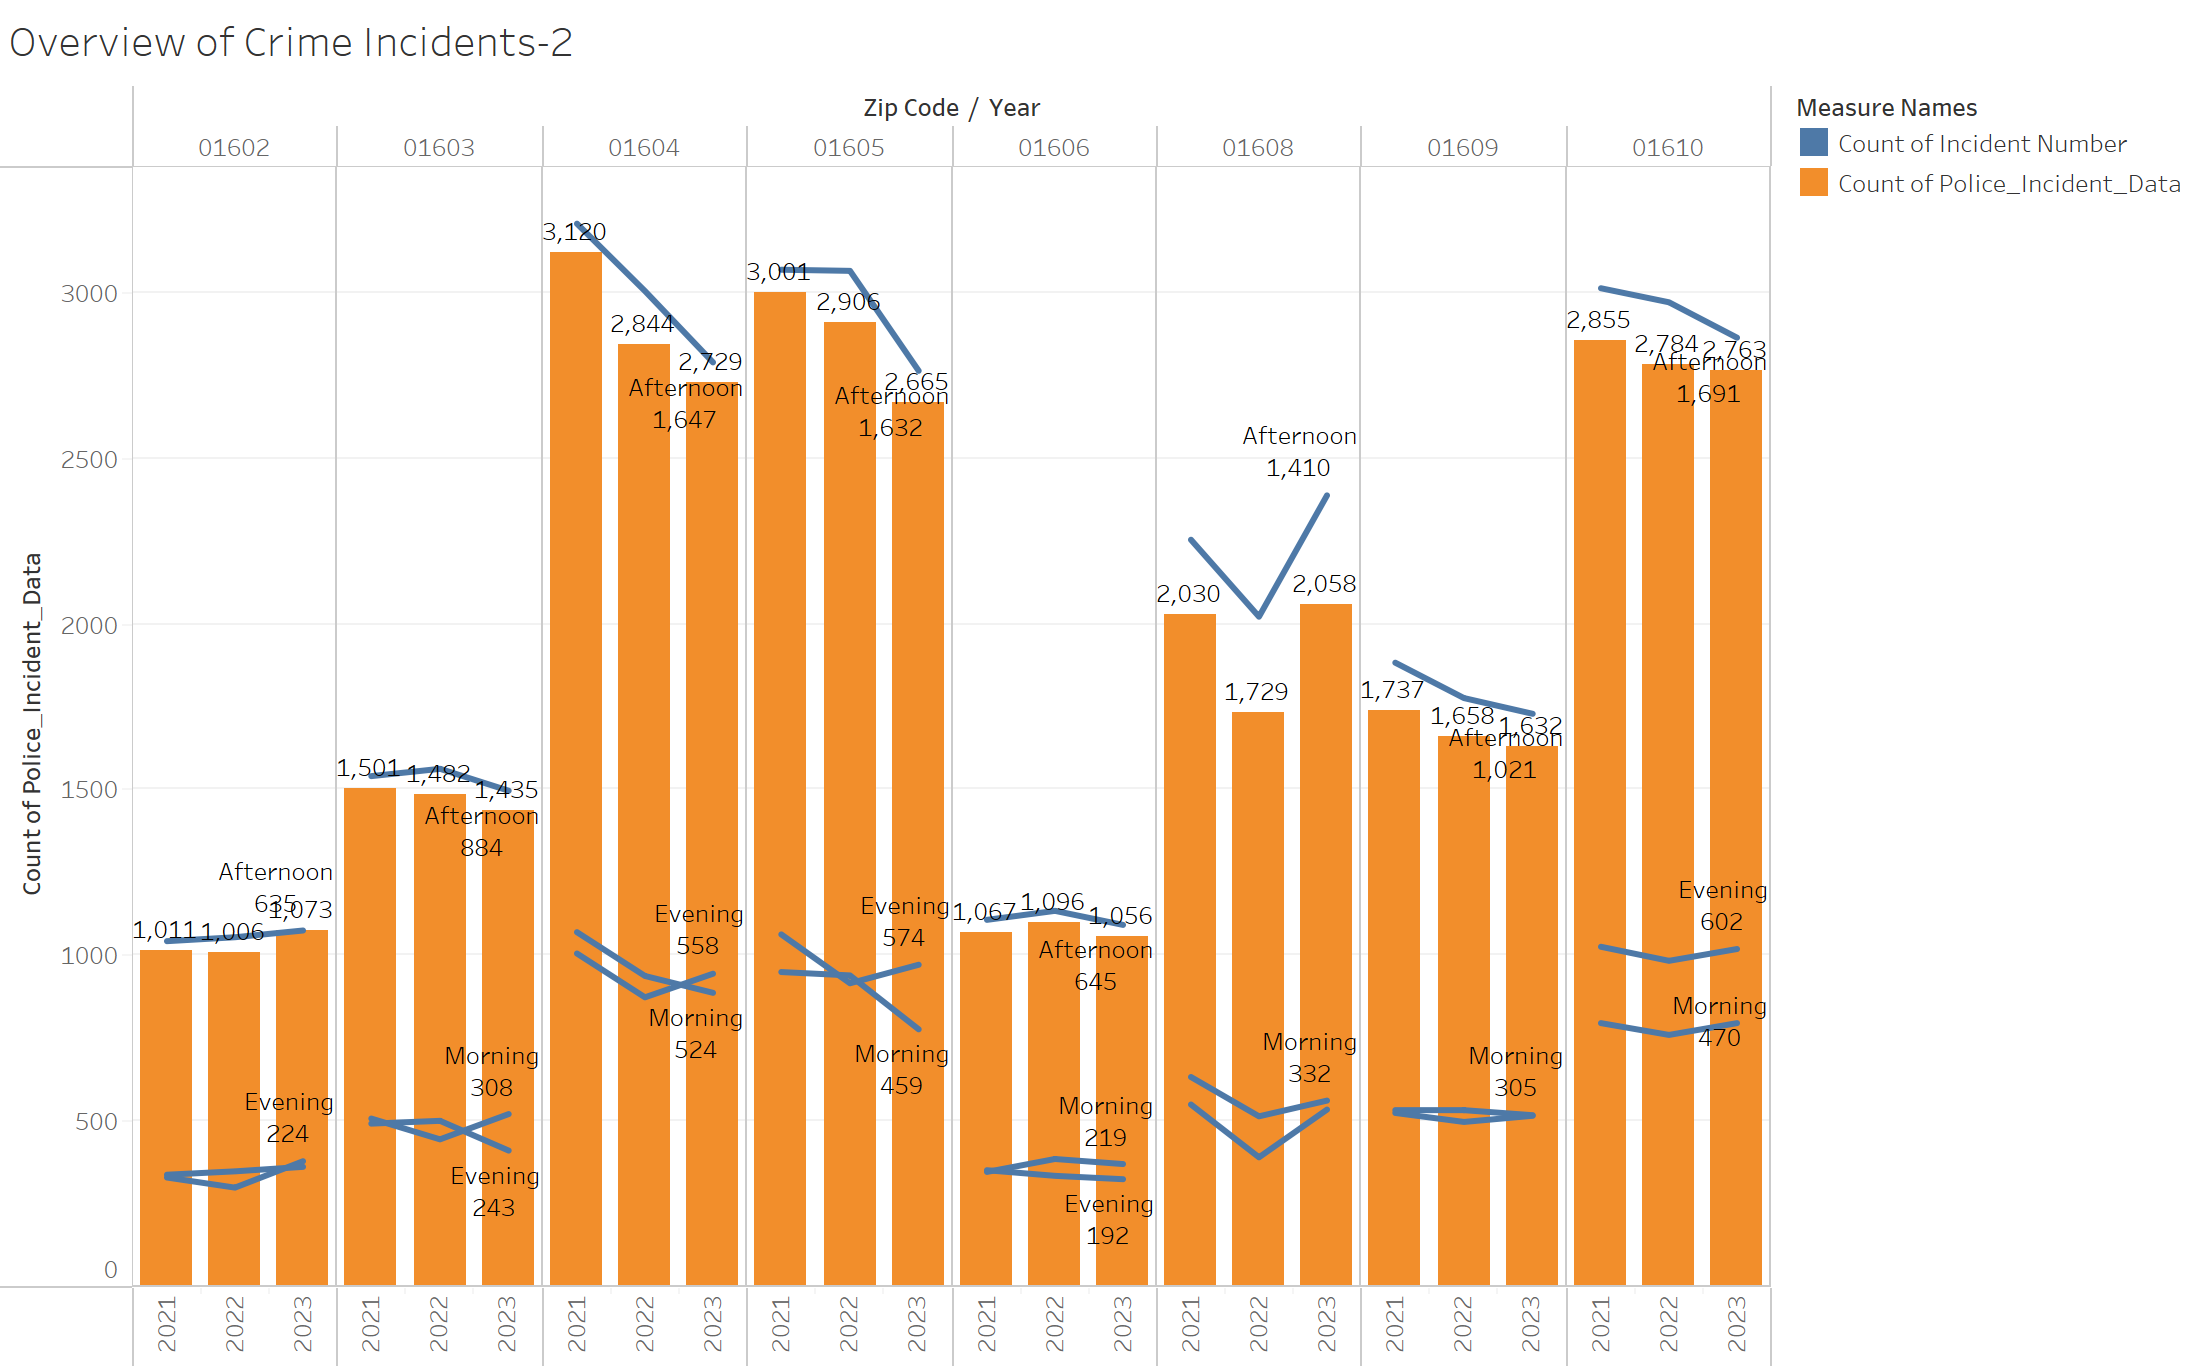 Overview of Crime Incidents-2
Zip Code / Year
01602 01603 01604 01605 01606 01608 01609 01610
Measure Names
Count of Incident Number
Count of Police_Incident_Data
Count of Police_Incident_Data
3000
2500
2000
1500
1000
500
0
1,011 1,006 1,073
Afternoon
635
Evening
224
1,501 1,482 1,435
Afternoon
884
Morning
308
Evening
243
3,120 2,844 2,729
Afternoon
1,647
Evening
558
Morning
524
3,001 2,906 2,665
Afternoon
1,632
Evening
574
Morning
459
1,067 1,096 1,056
Afternoon
645
Morning
219
Evening
192
2,030 1,729 2,058
Afternoon
1,410
Morning
332
1,737 1,658 1,632
Afternoon
1,021
Morning
305
2,855 2,784 2,763
Afternoon
1,691
Evening
602
Morning
470
2021 2022 2023 2021 2022 2023 2021 2022 2023 2021 2022 2023 2021 2022 2023 2021 2022 2023 2021 2022 2023 2021 2022 2023